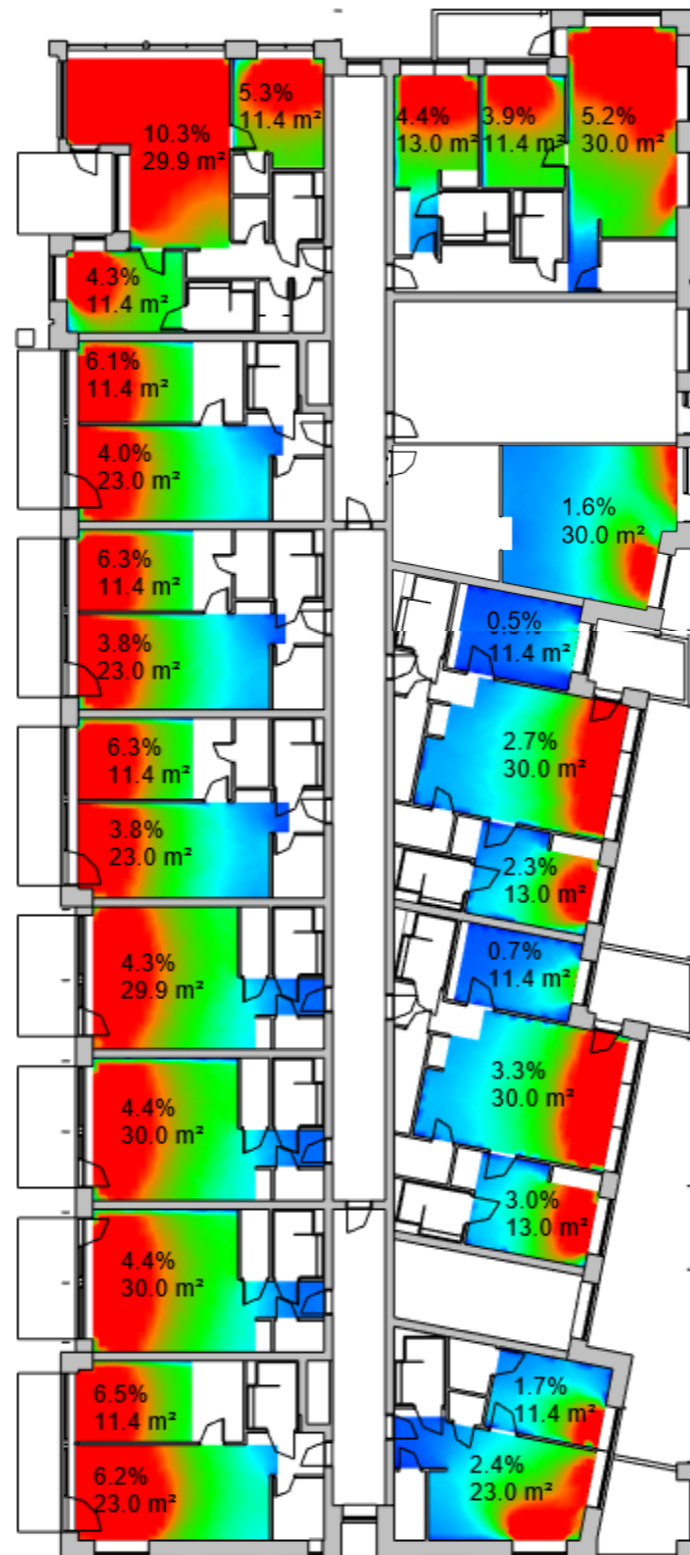 5.3%
11.4 m²
10.3%
29.9 m²
4.4%
13.0 m²
3.9%
11.4 m²
5.2%
30.0 m²
4.3%
11.4 m²
6.1%
11.4 m²
4.0%
23.0 m²
1.6%
30.0 m²
6.3%
11.4 m²
3.8%
23.0 m²
0.5%
11.4 m²
6.3%
11.4 m²
2.7%
30.0 m²
3.8%
23.0 m²
2.3%
13.0 m²
4.3%
29.9 m²
0.7%
11.4 m²
4.4%
30.0 m²
3.3%
30.0 m²
3.0%
13.0 m²
4.4%
30.0 m²
6.5%
11.4 m²
1.7%
11.4 m²
6.2%
23.0 m²
2.4%
23.0 m²